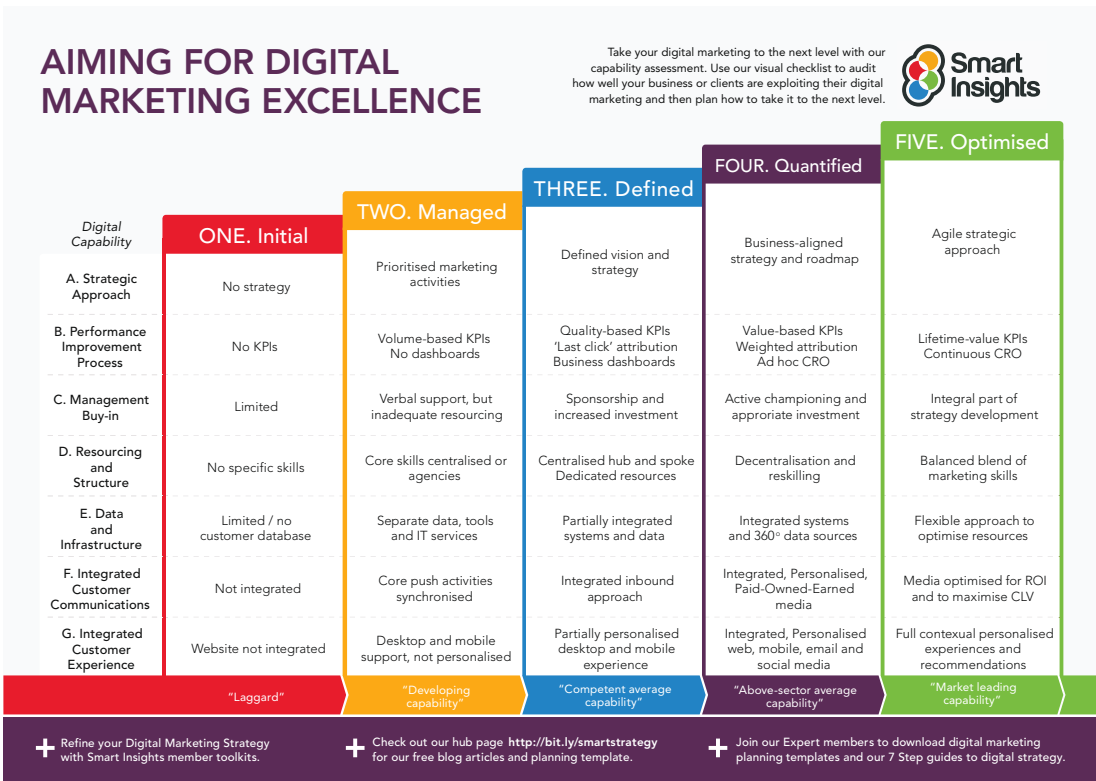 AIMING FOR DIGITAL
MARKETING EXCELLENCE
Take your digital marketing to the next level with our
capability assessment. Use our visual checklist to audit
how well your business or clients are exploiting their digital
marketing and then plan how to take it to the next level.
Smart
Insights
Digital
Capability
ONE. Initial
TWO. Managed
THREE. Defined
FOUR. Quantified
FIVE. Optimised
A. Strategic
Approach
No strategy
Prioritised marketing
activities
Defined vision and
strategy
Business-aligned
strategy and roadmap
Agile strategic
approach
B. Performance
Improvement
Process
No KPIs
Volume-based KPIs
No dashboards
Quality-based KPIs
‘Last click’ attribution
Business dashboards
Value-based KPIs
Weighted attribution
Ad hoc CRO
Lifetime-value KPIs
Continuous CRO
C. Management
Buy-in
Limited
Verbal support, but
inadequate resourcing
Sponsorship and
increased investment
Active championing and
approriate investment
Integral part of
strategy development
D. Resourcing
and
Structure
No specific skills
Core skills centralised or
agencies
Centralised hub and spoke
Dedicated resources
Decentralisation and
reskilling
Balanced blend of
marketing skills
E. Data
and
Infrastructure
Limited / no
customer database
Separate data, tools
and IT services
Partially integrated
systems and data
Integrated systems
and 360° data sources
Flexible approach to
optimise resources
F. Integrated
Customer
Communications
Not integrated
Core push activities
synchronised
Integrated inbound
approach
Integrated, Personalised,
Paid-Owned-Earned
media
Media optimised for ROI
and to maximise CLV
G. Integrated
Customer
Experience
Website not integrated
Desktop and mobile
support, not personalised
Partially personalised
desktop and mobile
experience
Integrated, Personalised
web, mobile, email and
social media
Full contexual personalised
experiences and
recommendations
“Laggard”
“Developing
capability”
“Competent average
capability”
“Above-sector average
capability”
“Market leading
capability”
+ Refine your Digital Marketing Strategy
with Smart Insights member toolkits.
+ Check out our hub page http://bit.ly/smartstrategy
for our free blog articles and planning template.
+ Join our Expert members to download digital marketing
planning templates and our 7 Step guides to digital strategy.